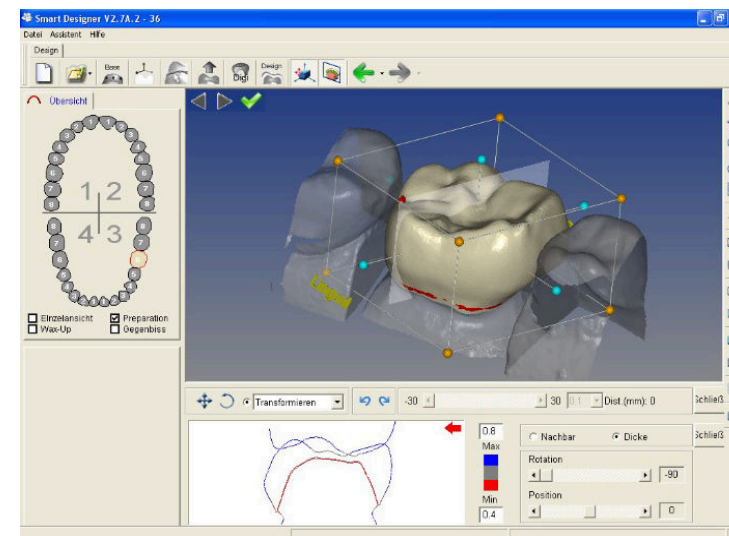 Smart Designer V2.7A.2 - 36
Datei Assistent Hilfe
Design
Base
Digi
Design
Übersicht
1 2
4 3
Einzelansicht
Preparation
Wax-Up
Gegenbiss
Lingual
Transformieren
-30
30
0.1
Dist.(mm): 0
Schließ
0.8
Max
Min
0.4
Nachbar
Dicke
Schließ
Rotation
-90
Position
0